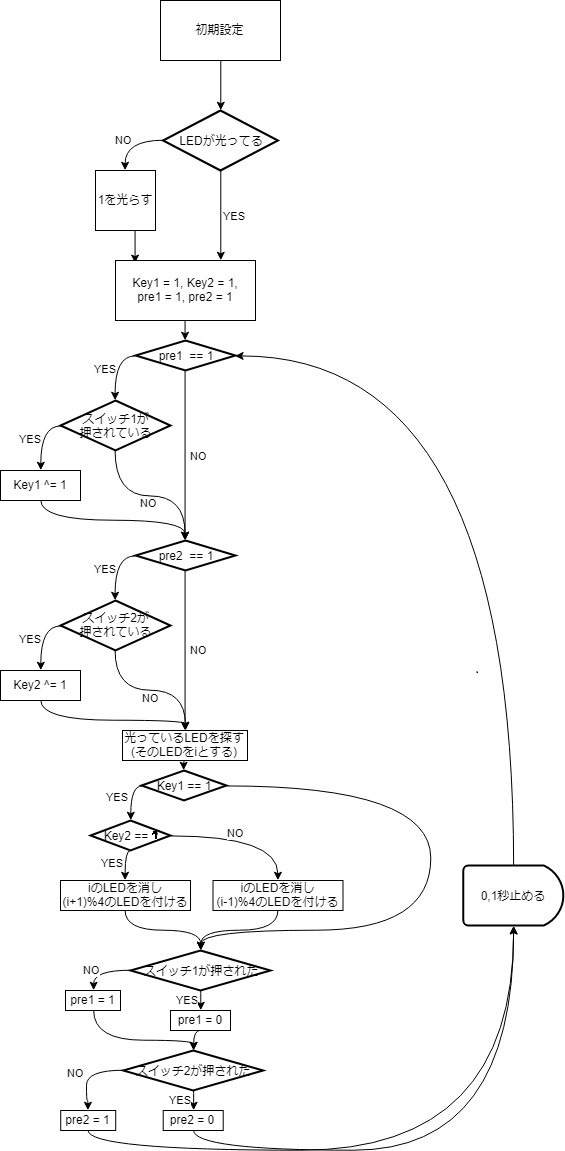 初期設定
LEDが光ってる
NO
1を光らす
YES
Key1 = 1, Key2 = 1,
pre1 = 1, pre2 = 1
pre1 == 1
YES
スイッチ1が
押されている
YES
NO
Key1 ^= 1
NO
pre2 == 1
YES
スイッチ2が
押されている
YES
NO
Key2 ^= 1
NO
光っているLEDを探す
(そのLEDをiとする)
Key1 == 1
YES
Key2 == 1
NO
YES
iのLEDを消し
(i+1)%4のLEDを付ける
iのLEDを消し
(i-1)%4のLEDを付ける
0,1秒止める
スイッチ1が押された
NO
YES
pre1 = 1
pre1 = 0
スイッチ2が押された
NO
YES
pre2 = 1
pre2 = 0